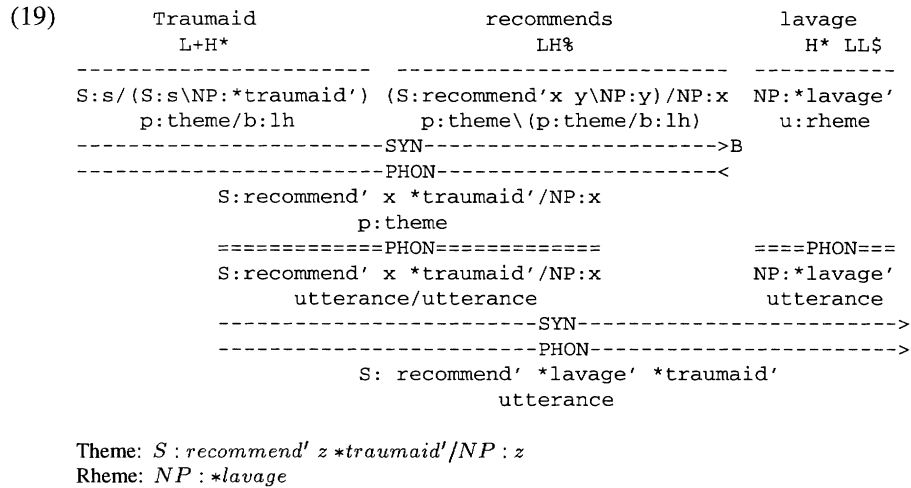 (19) Traumaid recommends lavage
L+H* LH% H* LL$
----------------------- -------------------------- ----------
S:s/(S:s\NP:*traumaid') (S:recommend'x y\NP:y)/NP:x NP:*lavage'
p:theme/b:lh p:theme\(p:theme/b:lh) u:rheme
------------------------SYN-------------------------->B
------------------------PHON------------------------<
S:recommend' x *traumaid'/NP:x
p:theme
=============PHON============= ====PHON===
S:recommend' x *traumaid'/NP:x NP:*lavage'
utterance/utterance utterance
------------------------SYN--------------------------->
------------------------PHON-------------------------->
S: recommend' *lavage' *traumaid'
utterance
Theme: S : recommend' z *traumaid'/NP : z
Rheme: NP : *lavage